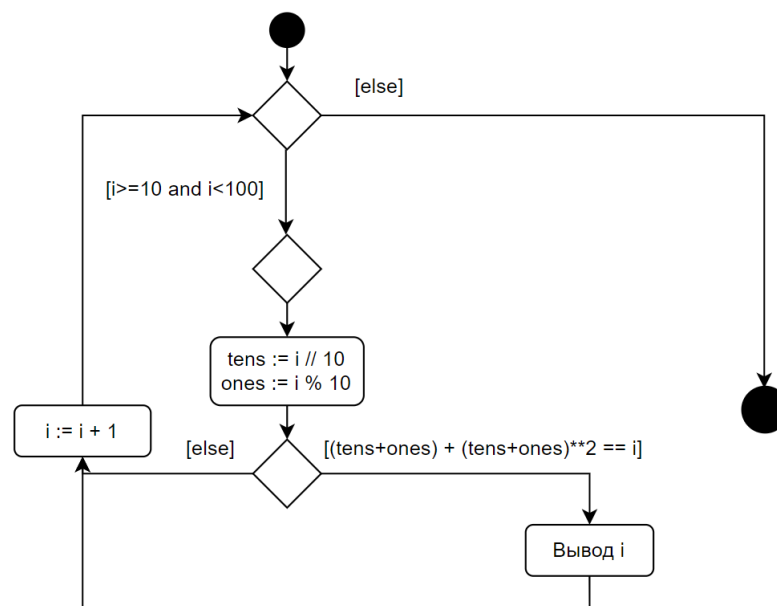 [else]
[i>=10 and i<100]
tens := i // 10
ones := i % 10
i := i + 1
[else]
[(tens+ones) + (tens+ones)**2 == i]
Вывод i